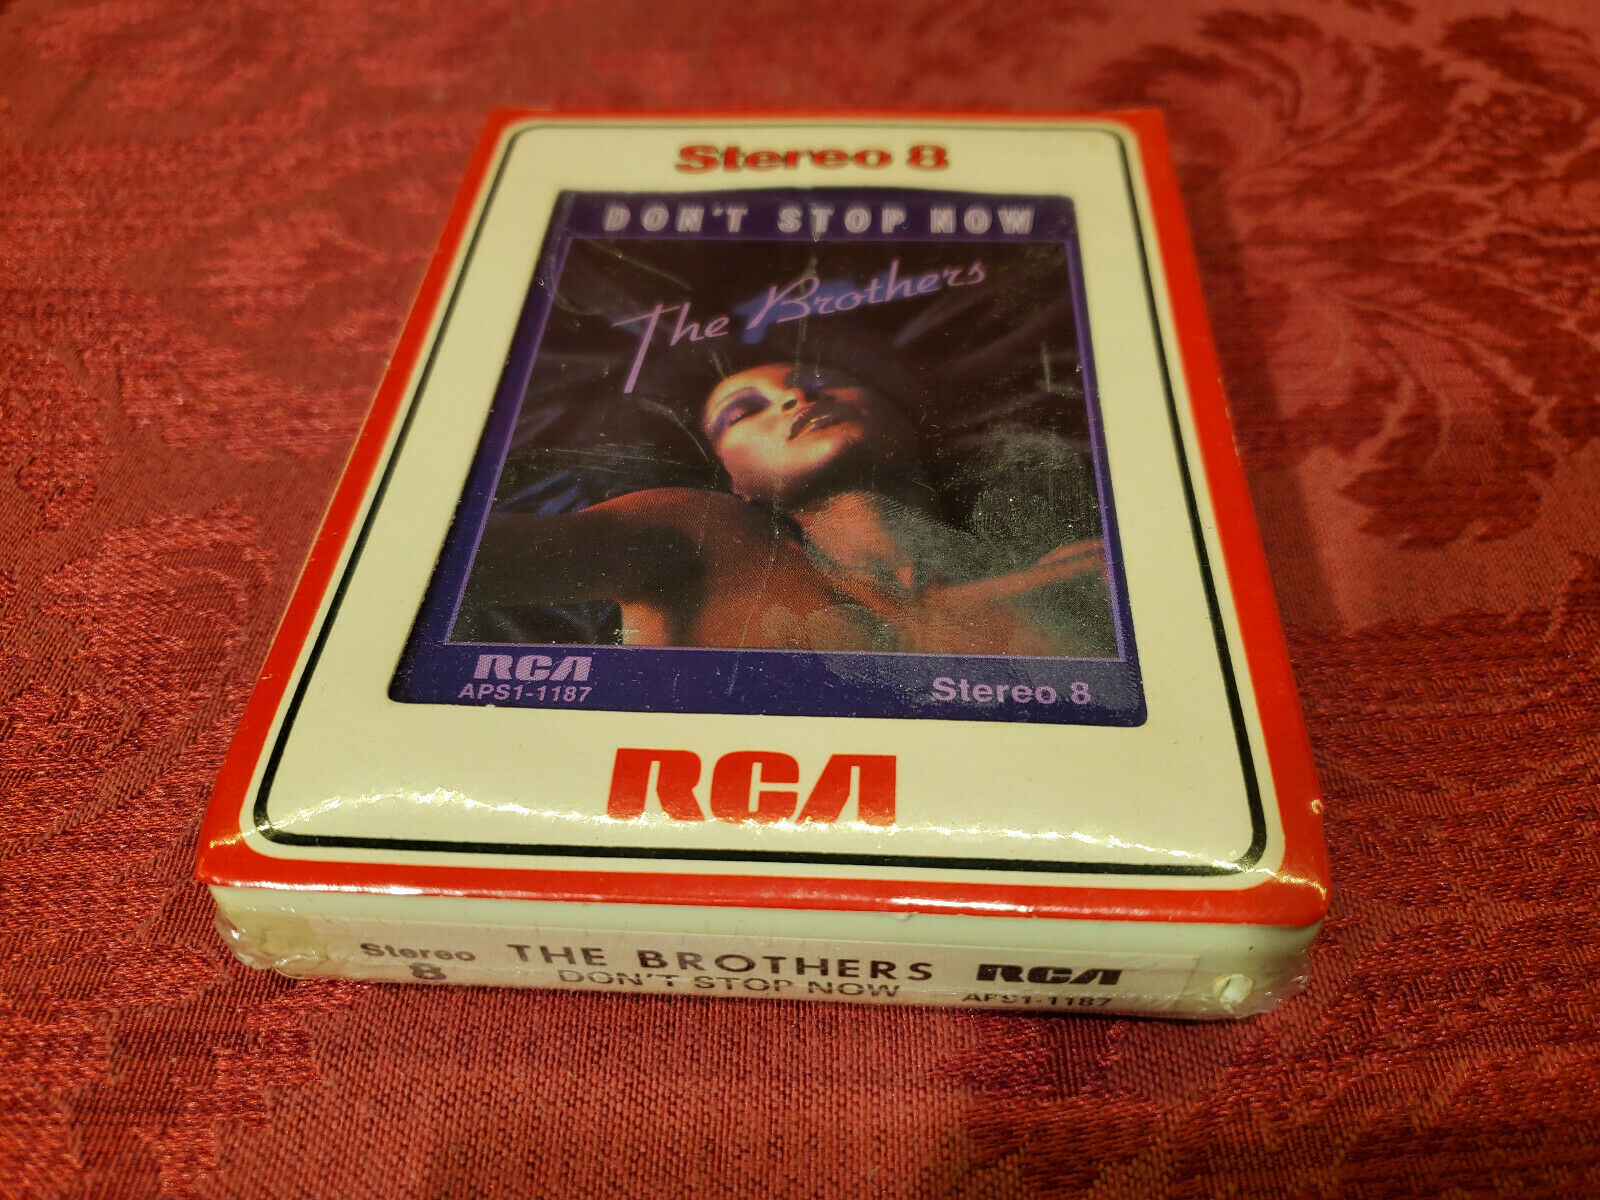 Stereo 8
DON'T STOP NOW
The Brothers
RCA
APS1-1187
Stereo 8
RCA
Stereo 8
THE BROTHERS
DON'T STOP NOW
RCA
APS1-1187